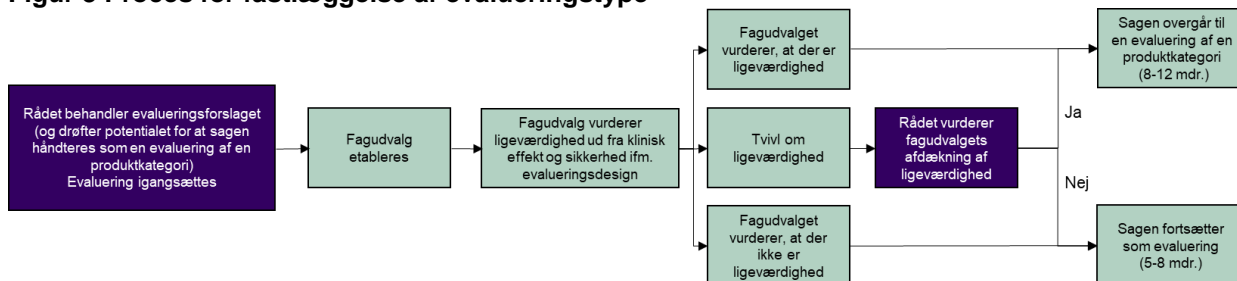 Rådet behandler evalueringsforslaget
(og drøfter potentialet for at sagen
håndteres som en evaluering af en
produktkategori)
Evaluering igangsættes
Fagudvalg
etableres
Fagudvalg vurderer
ligeværdighed ud fra klinisk
effekt og sikkerhed ifm.
evalueringsdesign
Fagudvalget
vurderer, at der er
ligeværdighed
Tvivl om
ligeværdighed
Fagudvalget
vurderer, at der
ikke er
ligeværdighed
Rådet vurderer
fagudvalgets
afdækning af
ligeværdighed
Ja
Nej
Sagen overgår til
en evaluering af en
produktkategori
(8-12 mdr.)
Sagen fortsætter
som evaluering
(5-8 mdr.)